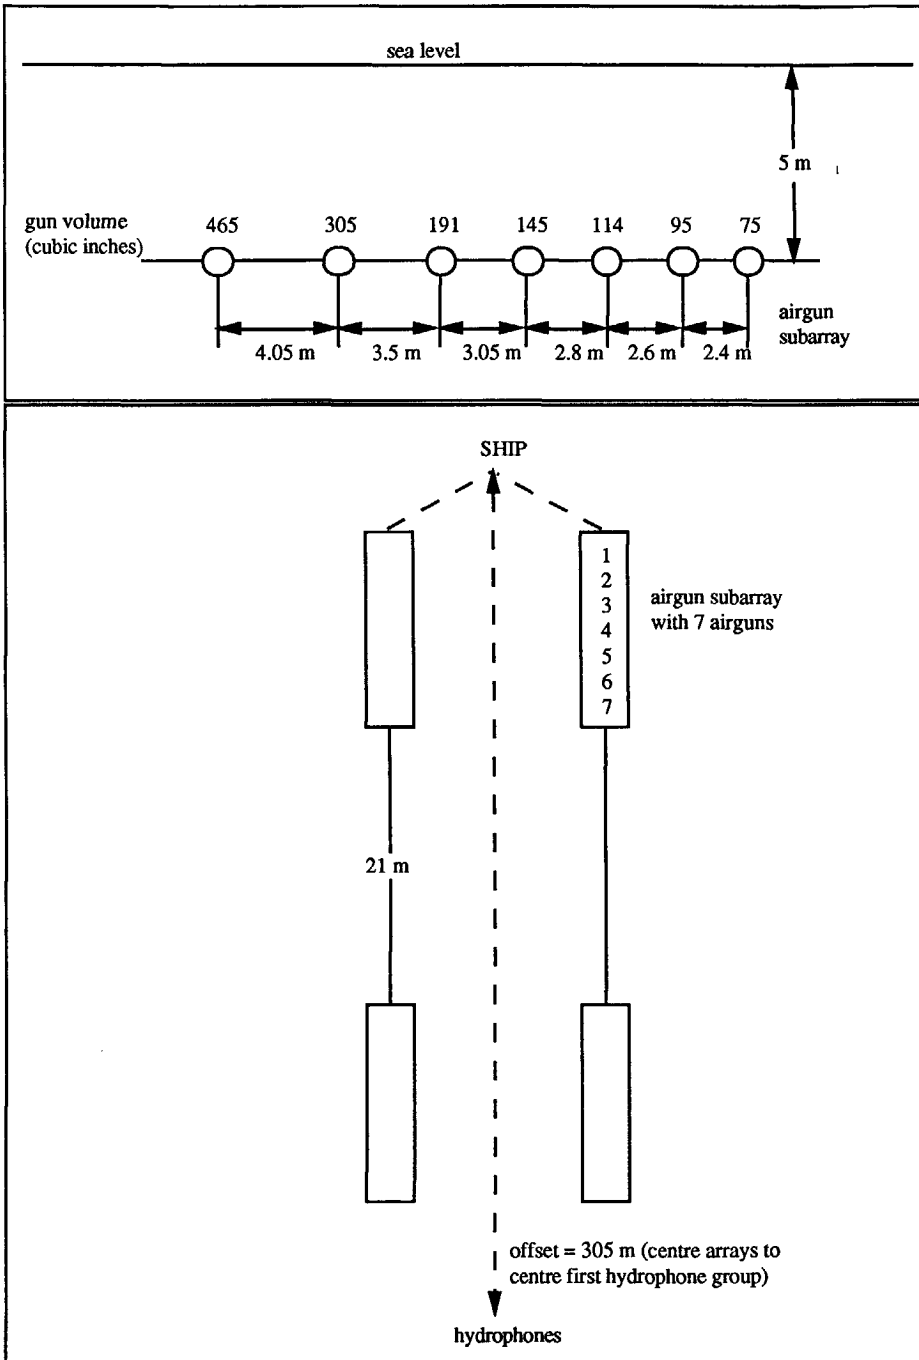 sea level
5 m
gun volume
(cubic inches)
465 305 191 145 114 95 75
airgun
subarray
4.05 m 3.5 m 3.05 m 2.8 m 2.6 m 2.4 m
SHIP
1
2
3
4
5
6
7
airgun subarray
with 7 airguns
21 m
offset = 305 m (centre arrays to
centre first hydrophone group)
hydrophones